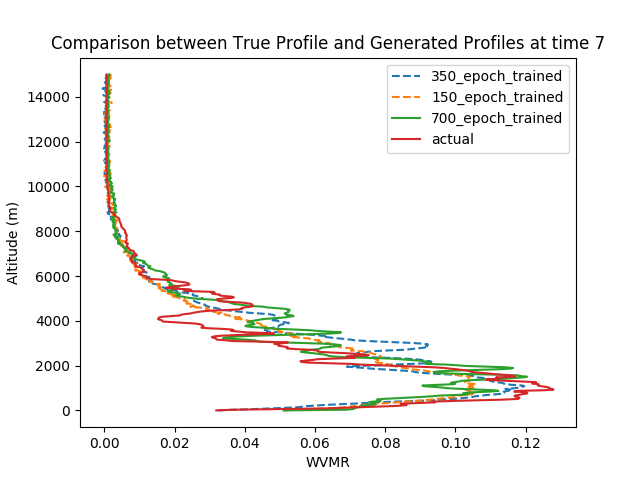 Comparison between True Profile and Generated Profiles at time 7
350_epoch_trained
150_epoch_trained
700_epoch_trained
actual
Altitude (m)
14000
12000
10000
8000
6000
4000
2000
0
0.00 0.02 0.04 0.06 0.08 0.10 0.12
WVMR